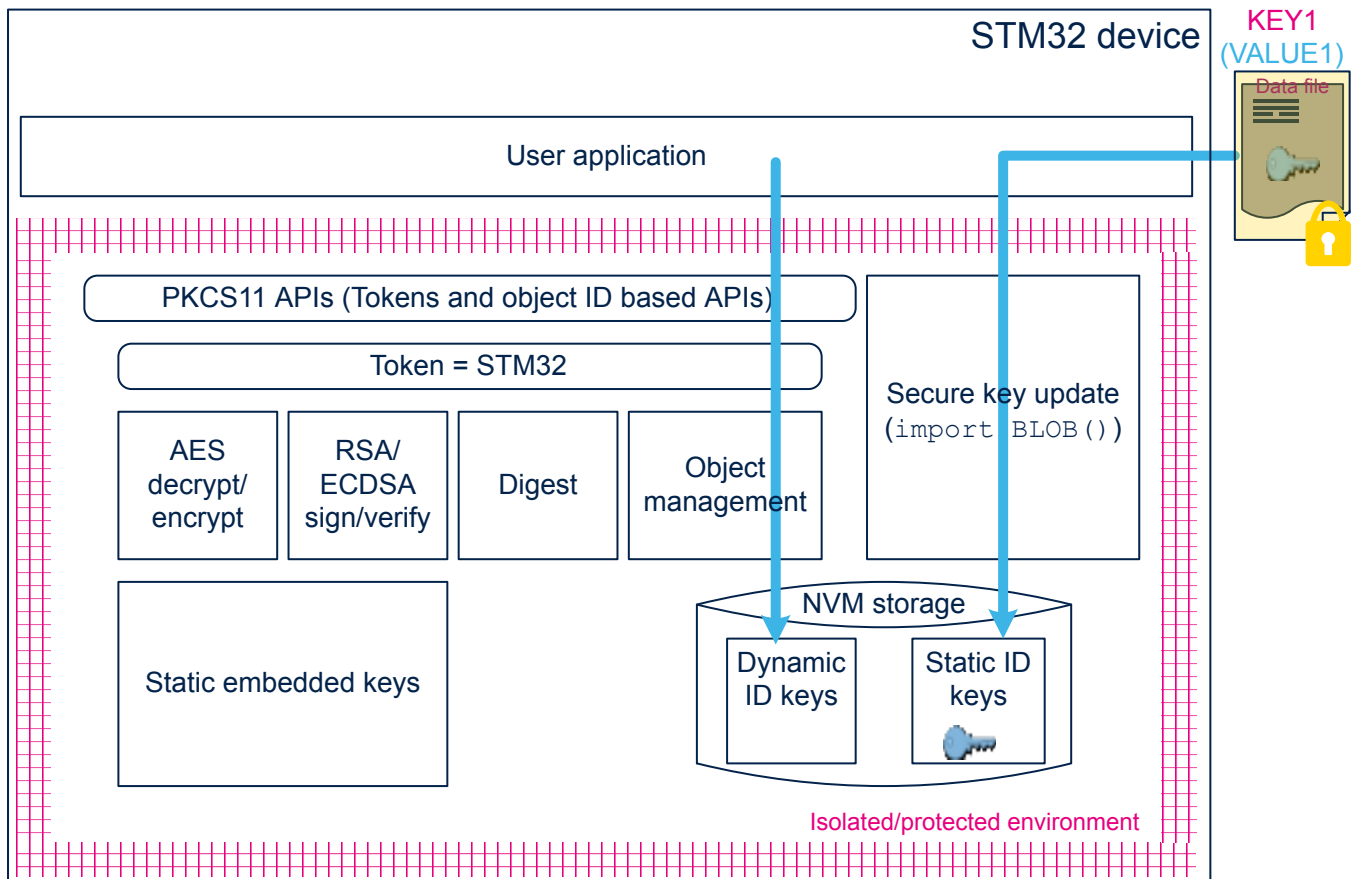 STM32 device
KEY1
(VALUE1)
Data file
User application
PKCS11 APIs (Tokens and object ID based APIs)
Token = STM32
AES
decrypt/
encrypt
RSA/
ECDSA
sign/verify
Digest
Object
management
Secure key update
(import BLOB())
Static embedded keys
NVM storage
Dynamic
ID keys
Static ID
keys
Isolated/protected environment